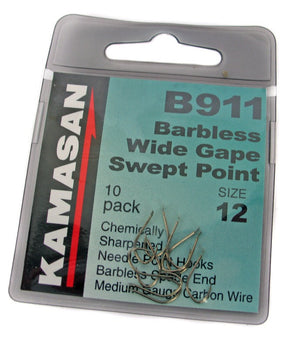 KAMASAN
B911
Barbless
Wide Gape
Swept Point
10
pack
SIZE
12
Chemically
Sharpened
Needle Point Hooks
Barbless Spade End
Medium Gauge Carbon Wire